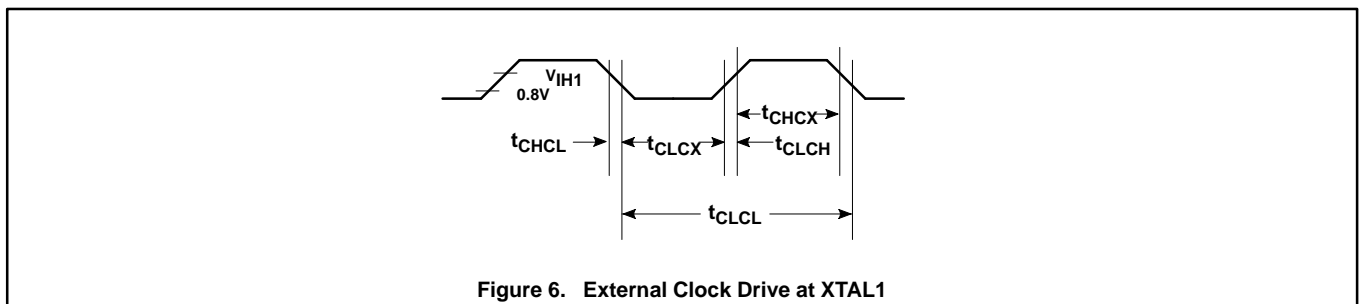 VIH1
0.8V
tCHCX
tCHCL
tCLCX
tCLCH
tCLCL
Figure 6. External Clock Drive at XTAL1